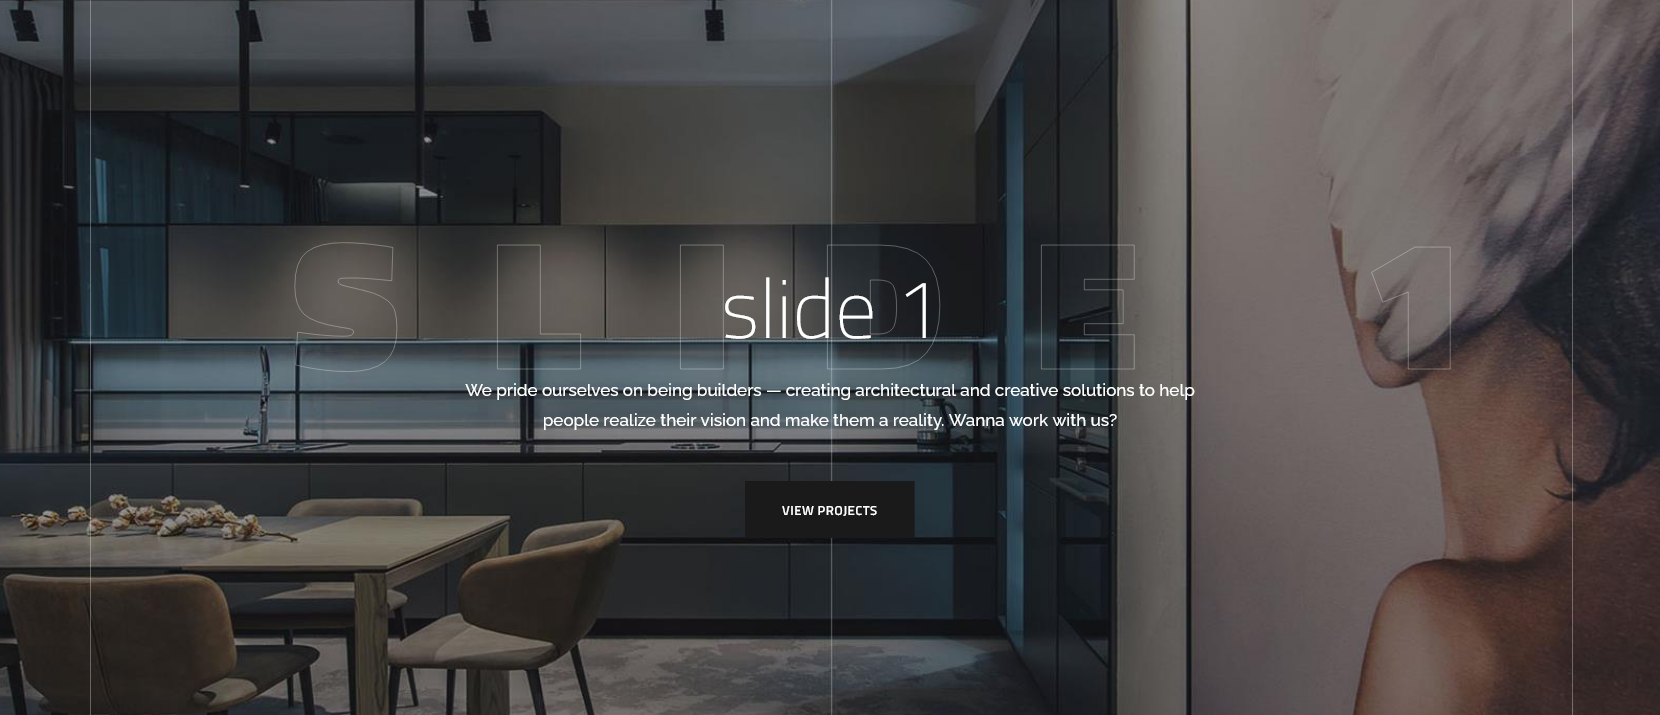 SLIDE 1
slide 1
We pride ourselves on being builders — creating architectural and creative solutions to help
people realize their vision and make them a reality. Wanna work with us?
VIEW PROJECTS